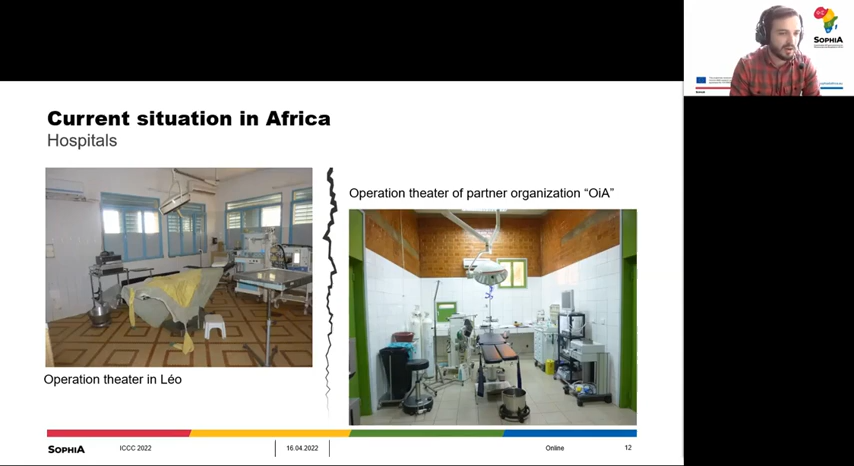 Current situation in Africa
Hospitals
Operation theater of partner organization “OiA”
Operation theater in Léo
SOPHIA
ICCC 2022
16.04.2022
Online
12
SOPHIA